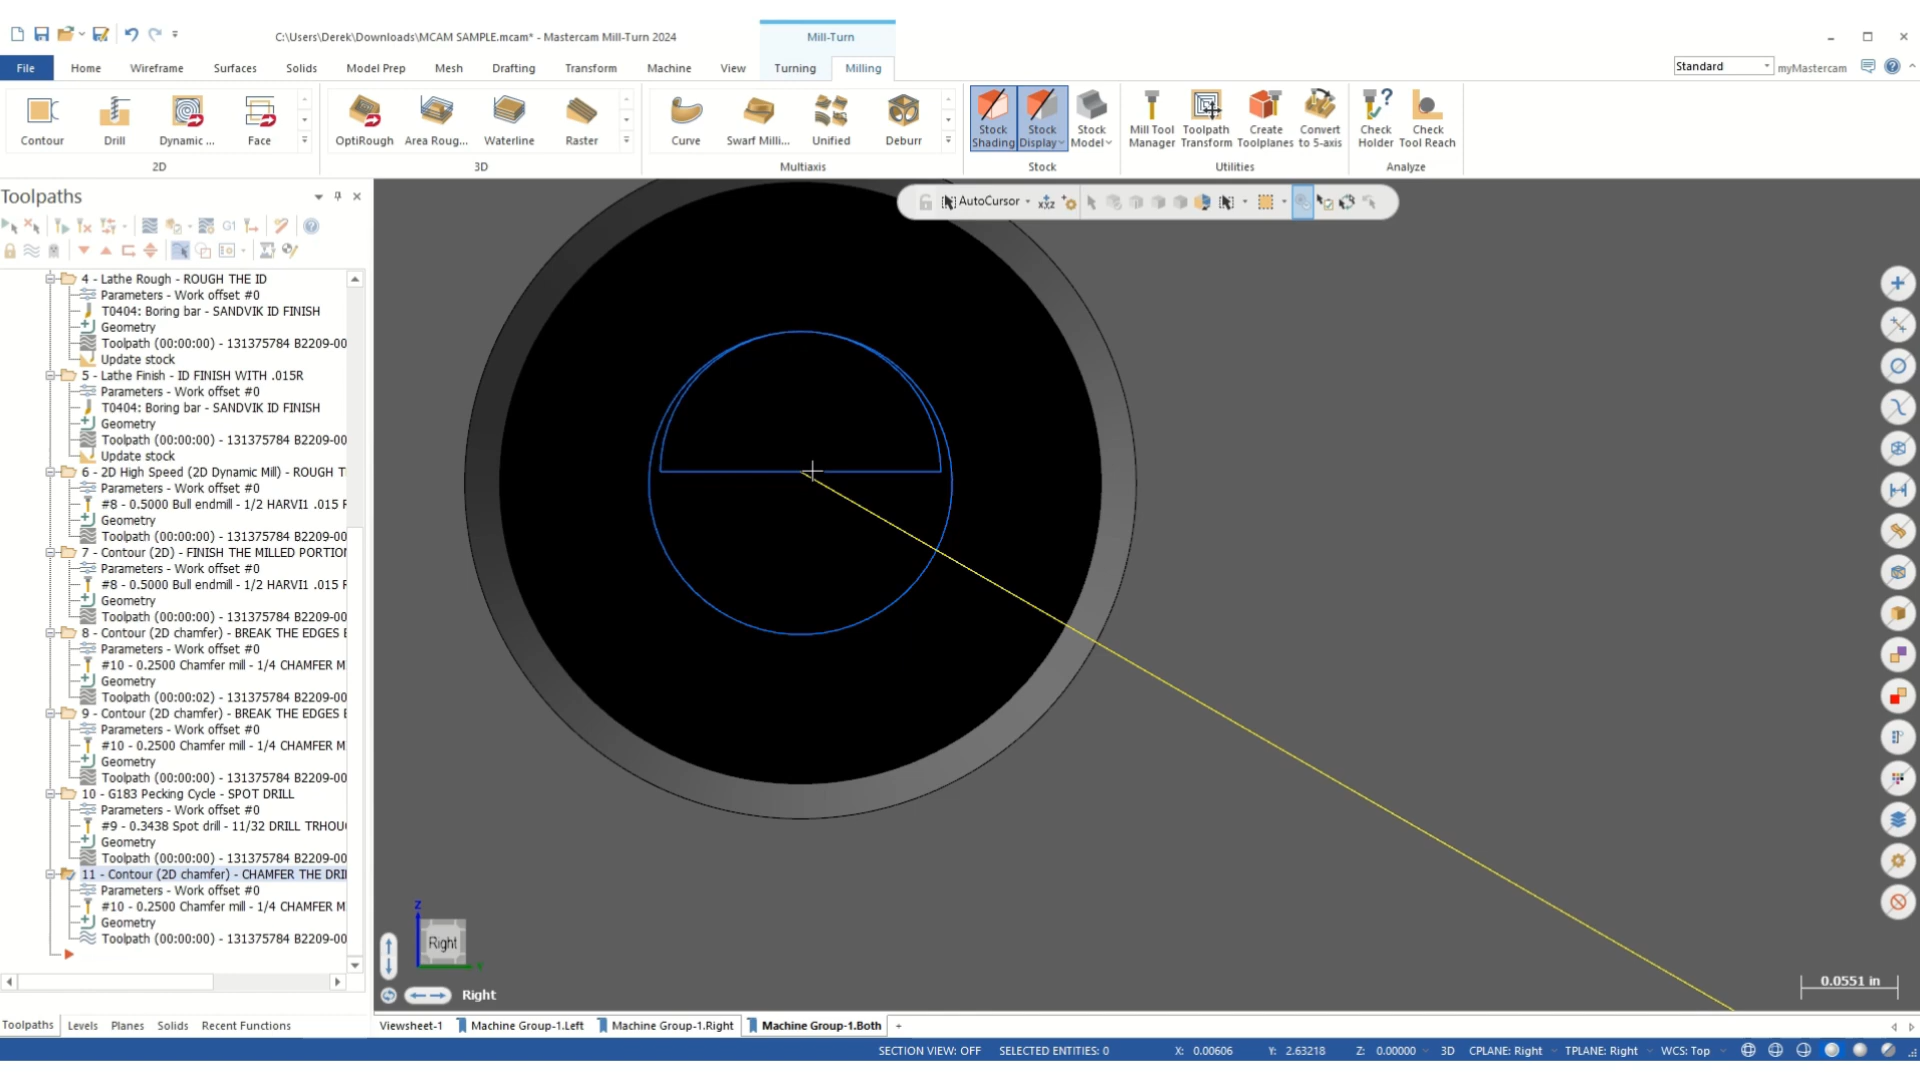 C:\Users\Derek\Downloads\MCAM SAMPLE.mcam* - Mastercam Mill-Turn 2024
Mill-Turn
File Home Wireframe Surfaces Solids Model Prep Mesh Drafting Transform Machine View Turning Milling
Standard myMastercam
Contour Drill Dynamic ... Face
OptiRough Area Roug... Waterline Raster
Curve Swarf Milli... Unified Deburr
Stock Shading
Stock Display
Stock Model
Mill Tool Manager
Toolpath Transform
Create Toolplanes
Convert to 5-axis
Check Holder
Check Tool Reach
2D 3D Multiaxis Stock Utilities Analyze
Toolpaths
AutoCursor
G1
4 - Lathe Rough - ROUGH THE ID
Parameters - Work offset #0
T0404: Boring bar - SANDVIK ID FINISH
Geometry
Toolpath (00:00:00) - 131375784 B2209-00
Update stock
5 - Lathe Finish - ID FINISH WITH .015R
Parameters - Work offset #0
T0404: Boring bar - SANDVIK ID FINISH
Geometry
Toolpath (00:00:00) - 131375784 B2209-00
Update stock
6 - 2D High Speed (2D Dynamic Mill) - ROUGH T
Parameters - Work offset #0
#8 - 0.5000 Bull endmill - 1/2 HARVI1 .015 F
Geometry
Toolpath (00:00:00) - 131375784 B2209-00
7 - Contour (2D) - FINISH THE MILLED PORTION
Parameters - Work offset #0
#8 - 0.5000 Bull endmill - 1/2 HARVI1 .015 F
Geometry
Toolpath (00:00:00) - 131375784 B2209-00
8 - Contour (2D chamfer) - BREAK THE EDGES E
Parameters - Work offset #0
#10 - 0.2500 Chamfer mill - 1/4 CHAMFER M
Geometry
Toolpath (00:00:02) - 131375784 B2209-00
9 - Contour (2D chamfer) - BREAK THE EDGES E
Parameters - Work offset #0
#10 - 0.2500 Chamfer mill - 1/4 CHAMFER M
Geometry
Toolpath (00:00:00) - 131375784 B2209-00
10 - G183 Pecking Cycle - SPOT DRILL
Parameters - Work offset #0
#9 - 0.3438 Spot drill - 11/32 DRILL TRHOU
Geometry
Toolpath (00:00:00) - 131375784 B2209-00
11 - Contour (2D chamfer) - CHAMFER THE DRI
Parameters - Work offset #0
#10 - 0.2500 Chamfer mill - 1/4 CHAMFER M
Geometry
Toolpath (00:00:00) - 131375784 B2209-00
Z
Right
Y
Right
0.0551 in
Toolpaths Levels Planes Solids Recent Functions
Viewsheet-1 Machine Group-1.Left Machine Group-1.Right Machine Group-1.Both +
SECTION VIEW: OFF SELECTED ENTITIES: 0 X: 0.00606 Y: 2.63218 Z: 0.00000 3D CPLANE: Right TPLANE: Right WCS: Top